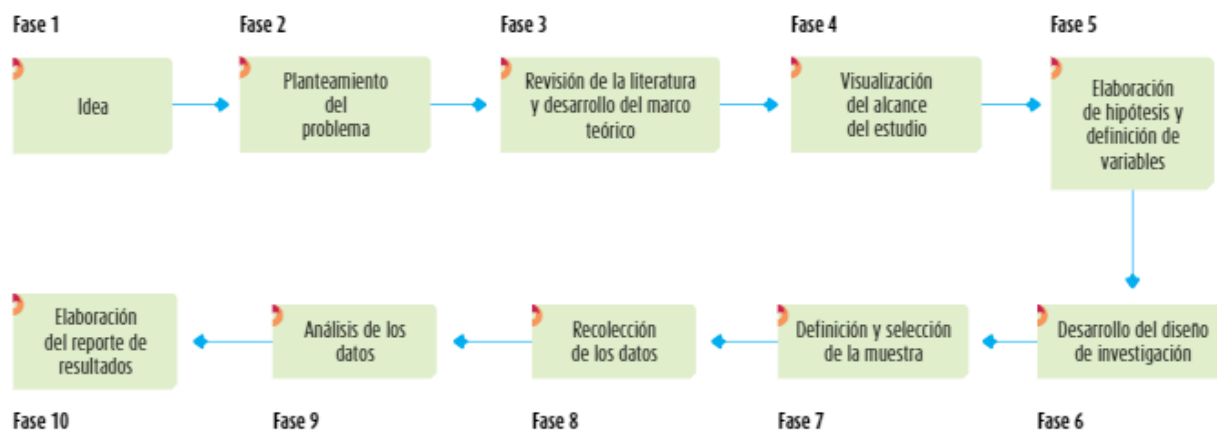 Fase 1
Fase 2
Fase 3
Fase 4
Fase 5
Idea
Planteamiento
del
problema
Revisión de la literatura
y desarrollo del marco
teórico
Visualización
del alcance
del estudio
Elaboración
de hipótesis y
definición de
variables
Elaboración
del reporte de
resultados
Análisis de los
datos
Recolección
de los datos
Definición y selección
de la muestra
Desarrollo del diseño
de investigación
Fase 10
Fase 9
Fase 8
Fase 7
Fase 6